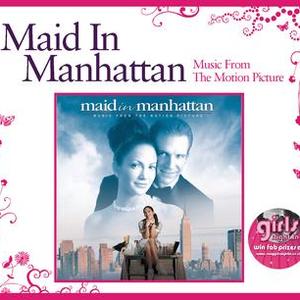 Maid In
Manhattan
Music From
The Motion Picture
maid in manhattan
MUSIC FROM THE MOTION PICTURE
girls
win fab prizes